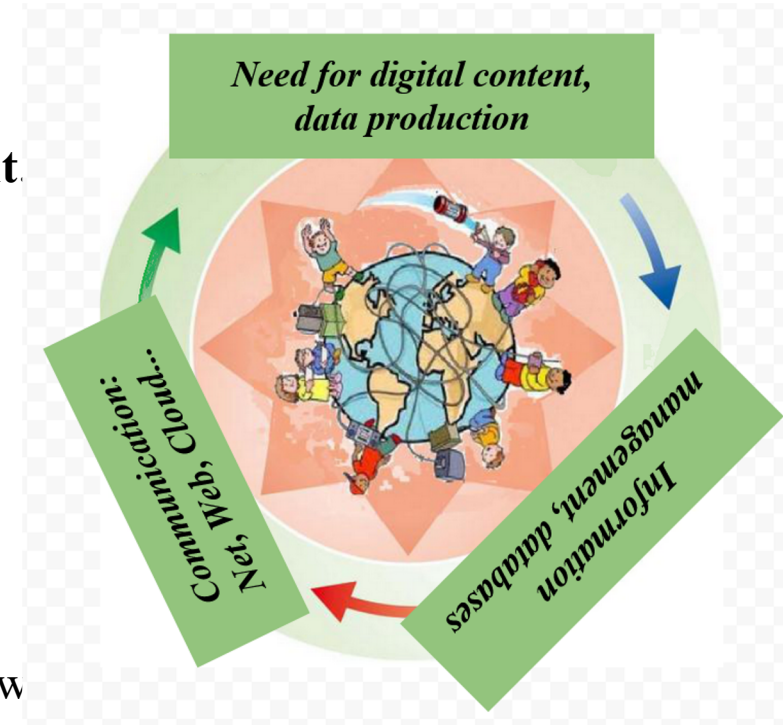 Need for digital content,
data production
t.
Information
management, databases
Communication:
Net, Web, Cloud...
w